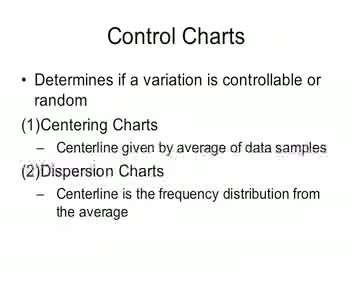 Control Charts
• Determines if a variation is controllable or
random
(1)Centering Charts
– Centerline given by average of data samples
(2)Dispersion Charts
– Centerline is the frequency distribution from
the average